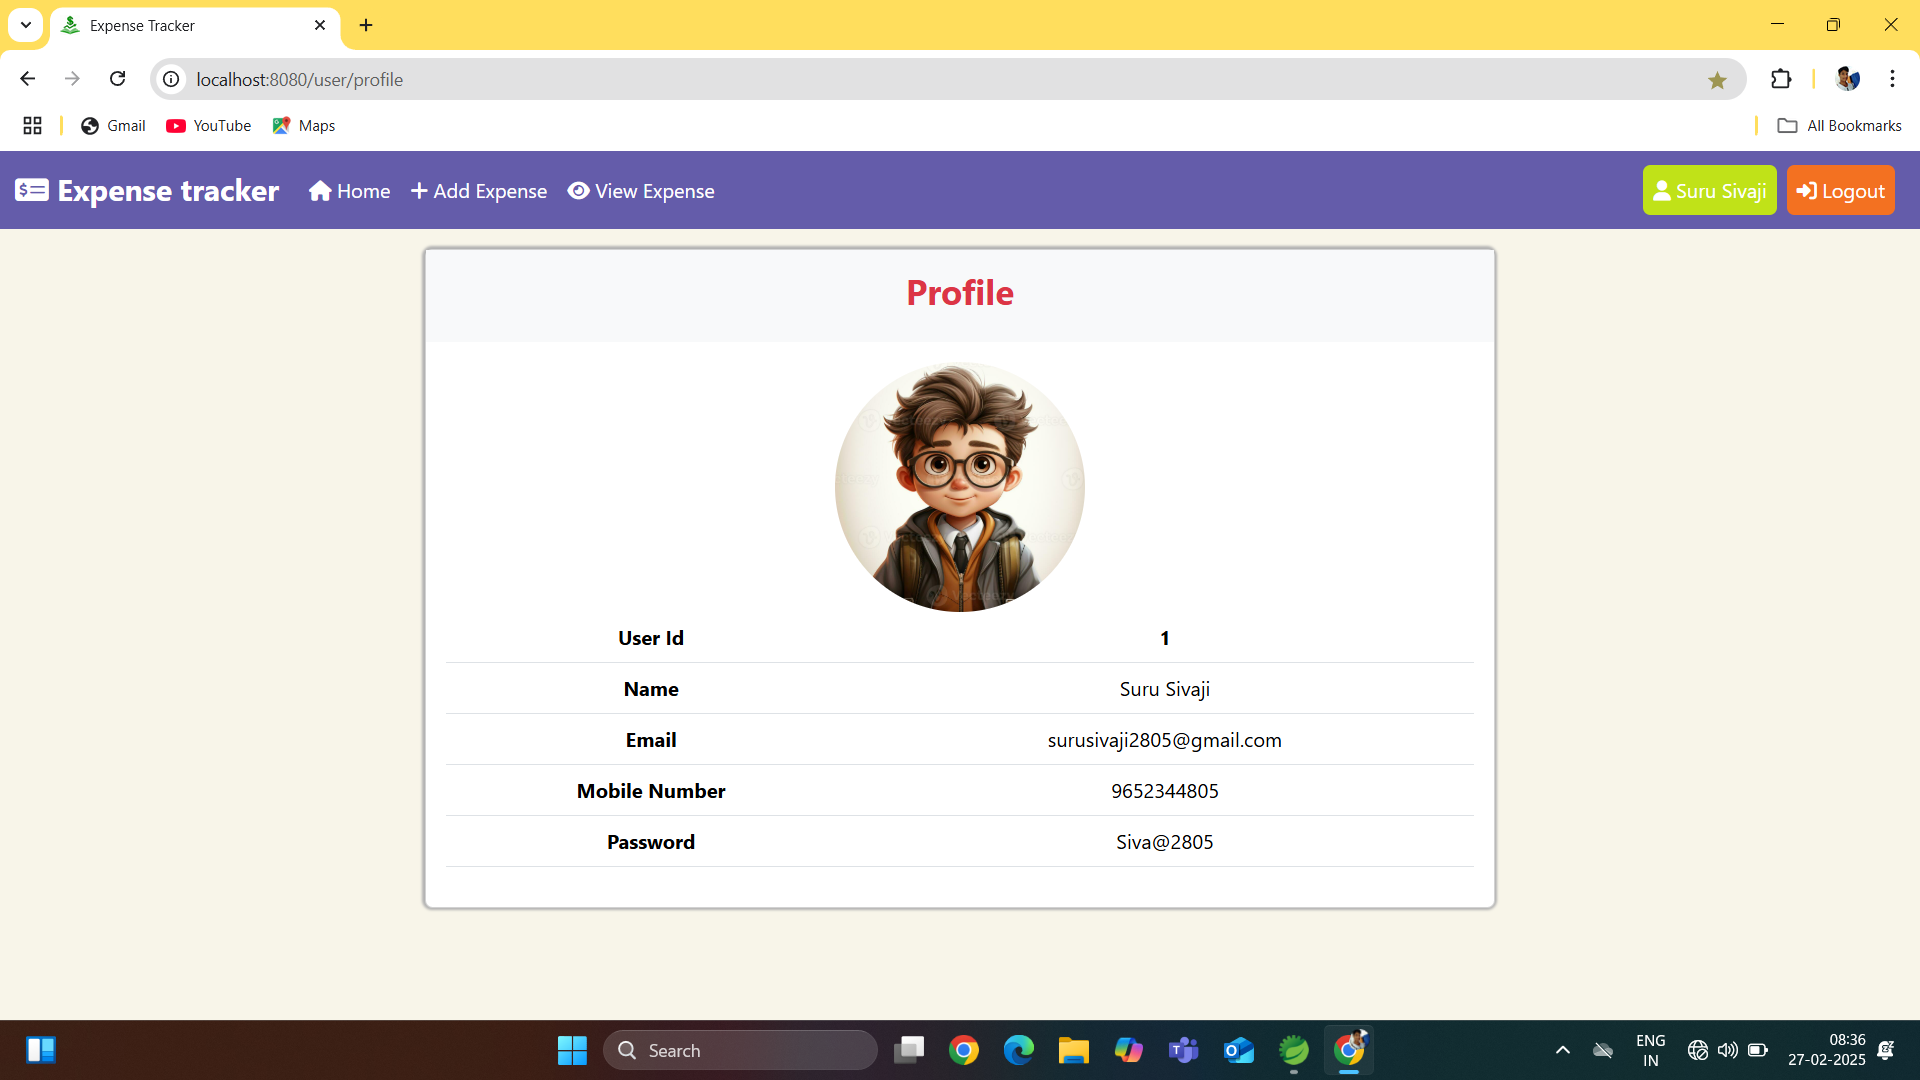 Expense Tracker
localhost:8080/user/profile
Gmail
YouTube
Maps
All Bookmarks
Expense tracker
Home
Add Expense
View Expense
Suru Sivaji
Logout
Profile
User Id 1
Name Suru Sivaji
Email surusivaji2805@gmail.com
Mobile Number 9652344805
Password Siva@2805
Search
ENG
IN
08:36
27-02-2025